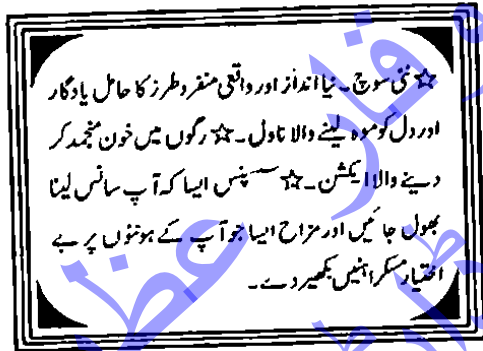 ☆ نئی سوچ۔ نیا انداز اور واقعی منفرد طرز کا حامل یادگار
اور دل کو موہ لینے والا ناول۔ ☆ رگوں میں خون منجمد کر
دینے والا ایکشن۔ ☆ سسپنس ایسا کہ آپ سانس لینا
بھول جائیں اور مزاح ایسا جو آپ کے ہونٹوں پر بے
اختیار مسکراہٹیں بکھیر دے۔